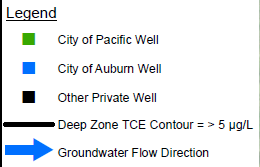 Legend
City of Pacific Well
City of Auburn Well
Other Private Well
Deep Zone TCE Contour = > 5 µg/L
Groundwater Flow Direction